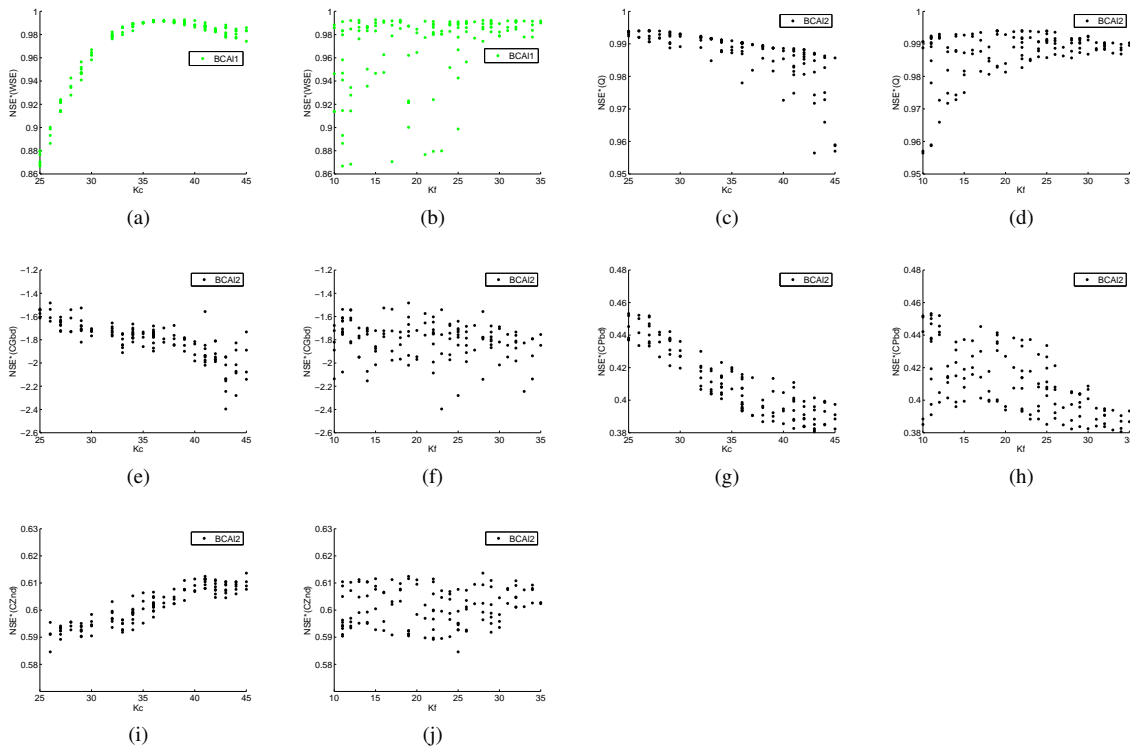 1
0.98
0.96
0.94
0.92
0.9
0.88
0.86
25 30 35 40 45
Kc
NSE*(WSE)
BCAI1
(a)
1
0.98
0.96
0.94
0.92
0.9
0.88
0.86
10 15 20 25 30 35
Kf
NSE*(WSE)
BCAI1
(b)
1
0.99
0.98
0.97
0.96
0.95
25 30 35 40 45
Kc
NSE*(Q)
BCAI2
(c)
1
0.99
0.98
0.97
0.96
0.95
10 15 20 25 30 35
Kf
NSE*(Q)
BCAI2
(d)
−1.2
−1.4
−1.6
−1.8
−2
−2.2
−2.4
−2.6
25 30 35 40 45
Kc
NSE*(CGbd)
BCAI2
(e)
−1.2
−1.4
−1.6
−1.8
−2
−2.2
−2.4
−2.6
10 15 20 25 30 35
Kf
NSE*(CGbd)
BCAI2
(f)
0.48
0.46
0.44
0.42
0.4
0.38
25 30 35 40 45
Kc
NSE*(CPbd)
BCAI2
(g)
0.48
0.46
0.44
0.42
0.4
0.38
10 15 20 25 30 35
Kf
NSE*(CPbd)
BCAI2
(h)
0.63
0.62
0.61
0.6
0.59
0.58
25 30 35 40 45
Kc
NSE*(CZnd)
BCAI2
(i)
0.63
0.62
0.61
0.6
0.59
0.58
10 15 20 25 30 35
Kf
NSE*(CZnd)
BCAI2
(j)